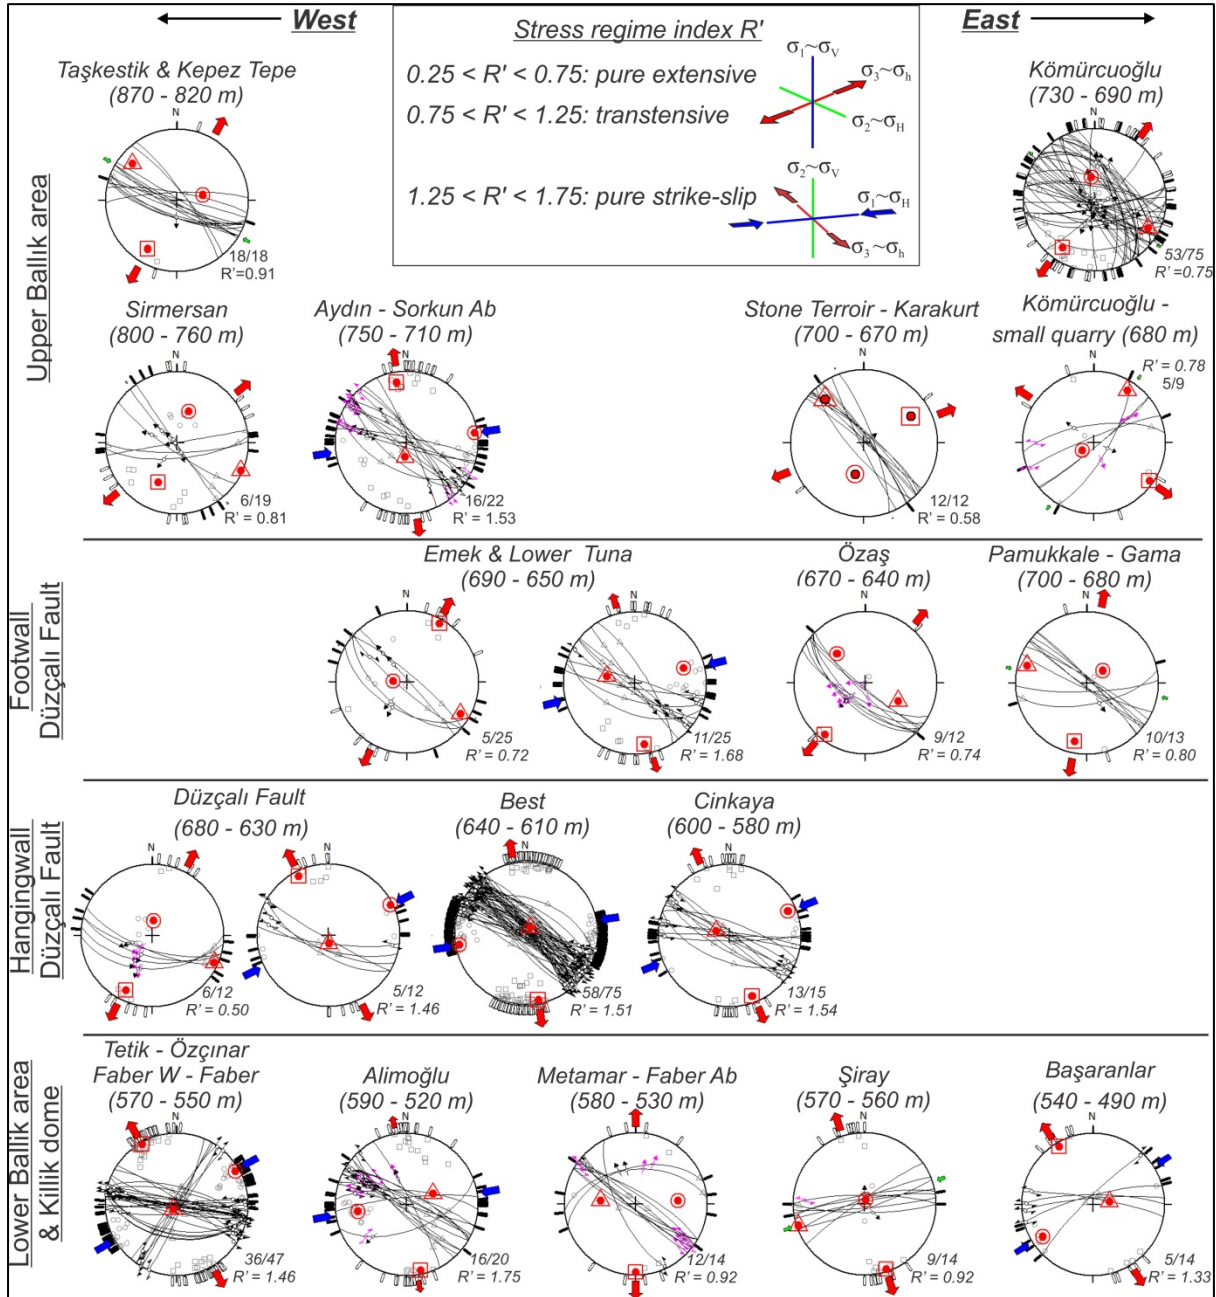 West
East
Stress regime index R'
0.25 < R' < 0.75: pure extensive
0.75 < R' < 1.25: transtensive
1.25 < R' < 1.75: pure strike-slip
σ1~σV
σ3~σh
σ2~σH
σ2~σV
σ1~σH
σ3~σh
Upper Ballık area
Taşkestik & Kepez Tepe
(870 - 820 m)
N
18/18
R'=0.91
Kömürcuoğlu
(730 - 690 m)
N
53/75
R' =0.75
Sirmersan
(800 - 760 m)
N
6/19
R' = 0.81
Aydın - Sorkun Ab
(750 - 710 m)
N
16/22
R' = 1.53
Stone Terroir - Karakurt
(700 - 670 m)
N
12/12
R' = 0.58
Kömürcuoğlu -
small quarry (680 m)
N
R' = 0.78
5/9
Footwall
Düzçalı Fault
Emek & Lower Tuna
(690 - 650 m)
N
5/25
R' = 0.72
N
11/25
R' = 1.68
Özaş
(670 - 640 m)
N
9/12
R' = 0.74
Pamukkale - Gama
(700 - 680 m)
N
10/13
R' = 0.80
Hangingwall
Düzçalı Fault
Düzçalı Fault
(680 - 630 m)
N
6/12
R' = 0.50
N
5/12
R' = 1.46
Best
(640 - 610 m)
N
58/75
R' = 1.51
Cinkaya
(600 - 580 m)
N
13/15
R' = 1.54
Lower Ballık area
& Killik dome
Tetik - Özçınar
Faber W - Faber
(570 - 550 m)
N
36/47
R' = 1.46
Alimoğlu
(590 - 520 m)
N
16/20
R' = 1.75
Metamar - Faber Ab
(580 - 530 m)
N
12/14
R' = 0.92
Şiray
(570 - 560 m)
N
9/14
R' = 0.92
Başaranlar
(540 - 490 m)
N
5/14
R' = 1.33